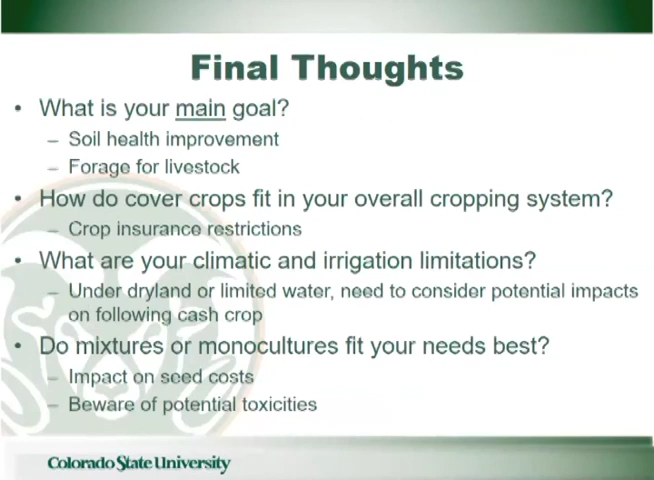 Final Thoughts
• What is your main goal?
– Soil health improvement
– Forage for livestock
• How do cover crops fit in your overall cropping system?
– Crop insurance restrictions
• What are your climatic and irrigation limitations?
– Under dryland or limited water, need to consider potential impacts
on following cash crop
• Do mixtures or monocultures fit your needs best?
– Impact on seed costs
– Beware of potential toxicities
Colorado State University